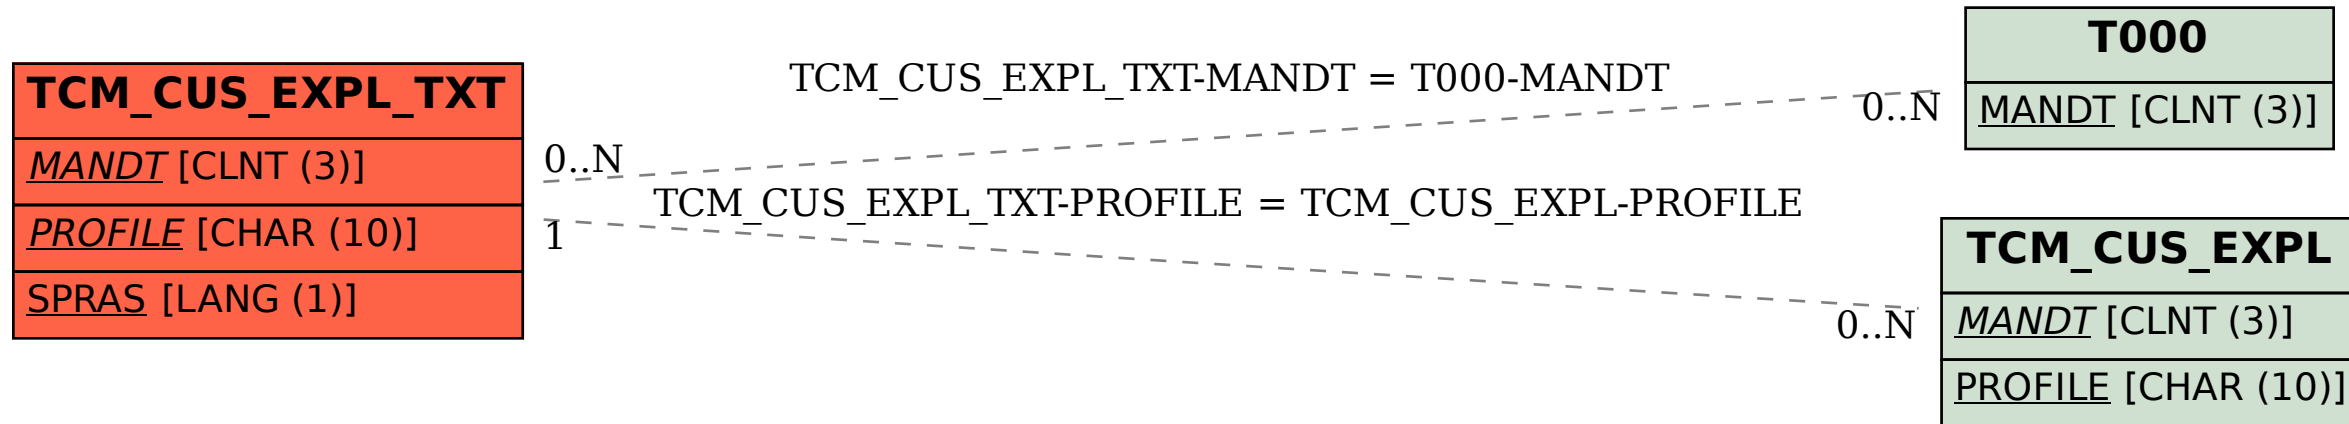 TCM_CUS_EXPL_TXT
MANDT [CLNT (3)]
PROFILE [CHAR (10)]
SPRAS [LANG (1)]
TCM_CUS_EXPL_TXT-MANDT = T000-MANDT
0..N
0..N
TCM_CUS_EXPL_TXT-PROFILE = TCM_CUS_EXPL-PROFILE
1
0..N
T000
MANDT [CLNT (3)]
TCM_CUS_EXPL
MANDT [CLNT (3)]
PROFILE [CHAR (10)]